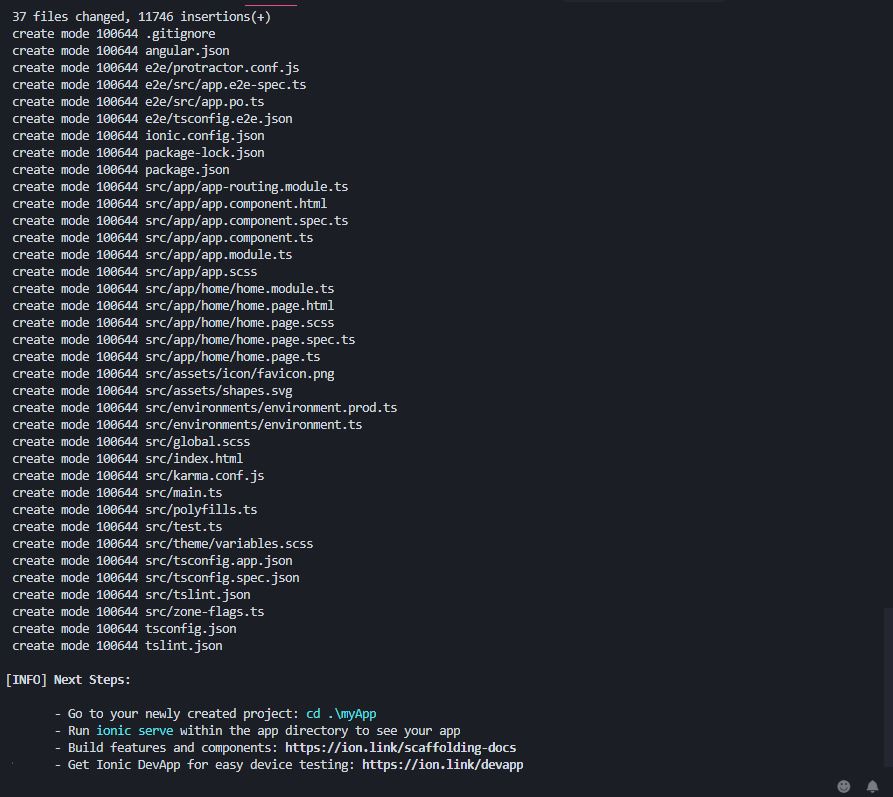 37 files changed, 11746 insertions(+)
create mode 100644 .gitignore
create mode 100644 angular.json
create mode 100644 e2e/protractor.conf.js
create mode 100644 e2e/src/app.e2e-spec.ts
create mode 100644 e2e/src/app.po.ts
create mode 100644 e2e/tsconfig.e2e.json
create mode 100644 ionic.config.json
create mode 100644 package-lock.json
create mode 100644 package.json
create mode 100644 src/app/app-routing.module.ts
create mode 100644 src/app/app.component.html
create mode 100644 src/app/app.component.spec.ts
create mode 100644 src/app/app.component.ts
create mode 100644 src/app/app.module.ts
create mode 100644 src/app/app.scss
create mode 100644 src/app/home/home.module.ts
create mode 100644 src/app/home/home.page.html
create mode 100644 src/app/home/home.page.scss
create mode 100644 src/app/home/home.page.spec.ts
create mode 100644 src/app/home/home.page.ts
create mode 100644 src/assets/icon/favicon.png
create mode 100644 src/assets/shapes.svg
create mode 100644 src/environments/environment.prod.ts
create mode 100644 src/environments/environment.ts
create mode 100644 src/global.scss
create mode 100644 src/index.html
create mode 100644 src/karma.conf.js
create mode 100644 src/main.ts
create mode 100644 src/polyfills.ts
create mode 100644 src/test.ts
create mode 100644 src/theme/variables.scss
create mode 100644 src/tsconfig.app.json
create mode 100644 src/tsconfig.spec.json
create mode 100644 src/tslint.json
create mode 100644 src/zone-flags.ts
create mode 100644 tsconfig.json
create mode 100644 tslint.json
[INFO] Next Steps:
- Go to your newly created project: cd .\myApp
- Run ionic serve within the app directory to see your app
- Build features and components: https://ion.link/scaffolding-docs
- Get Ionic DevApp for easy device testing: https://ion.link/devapp